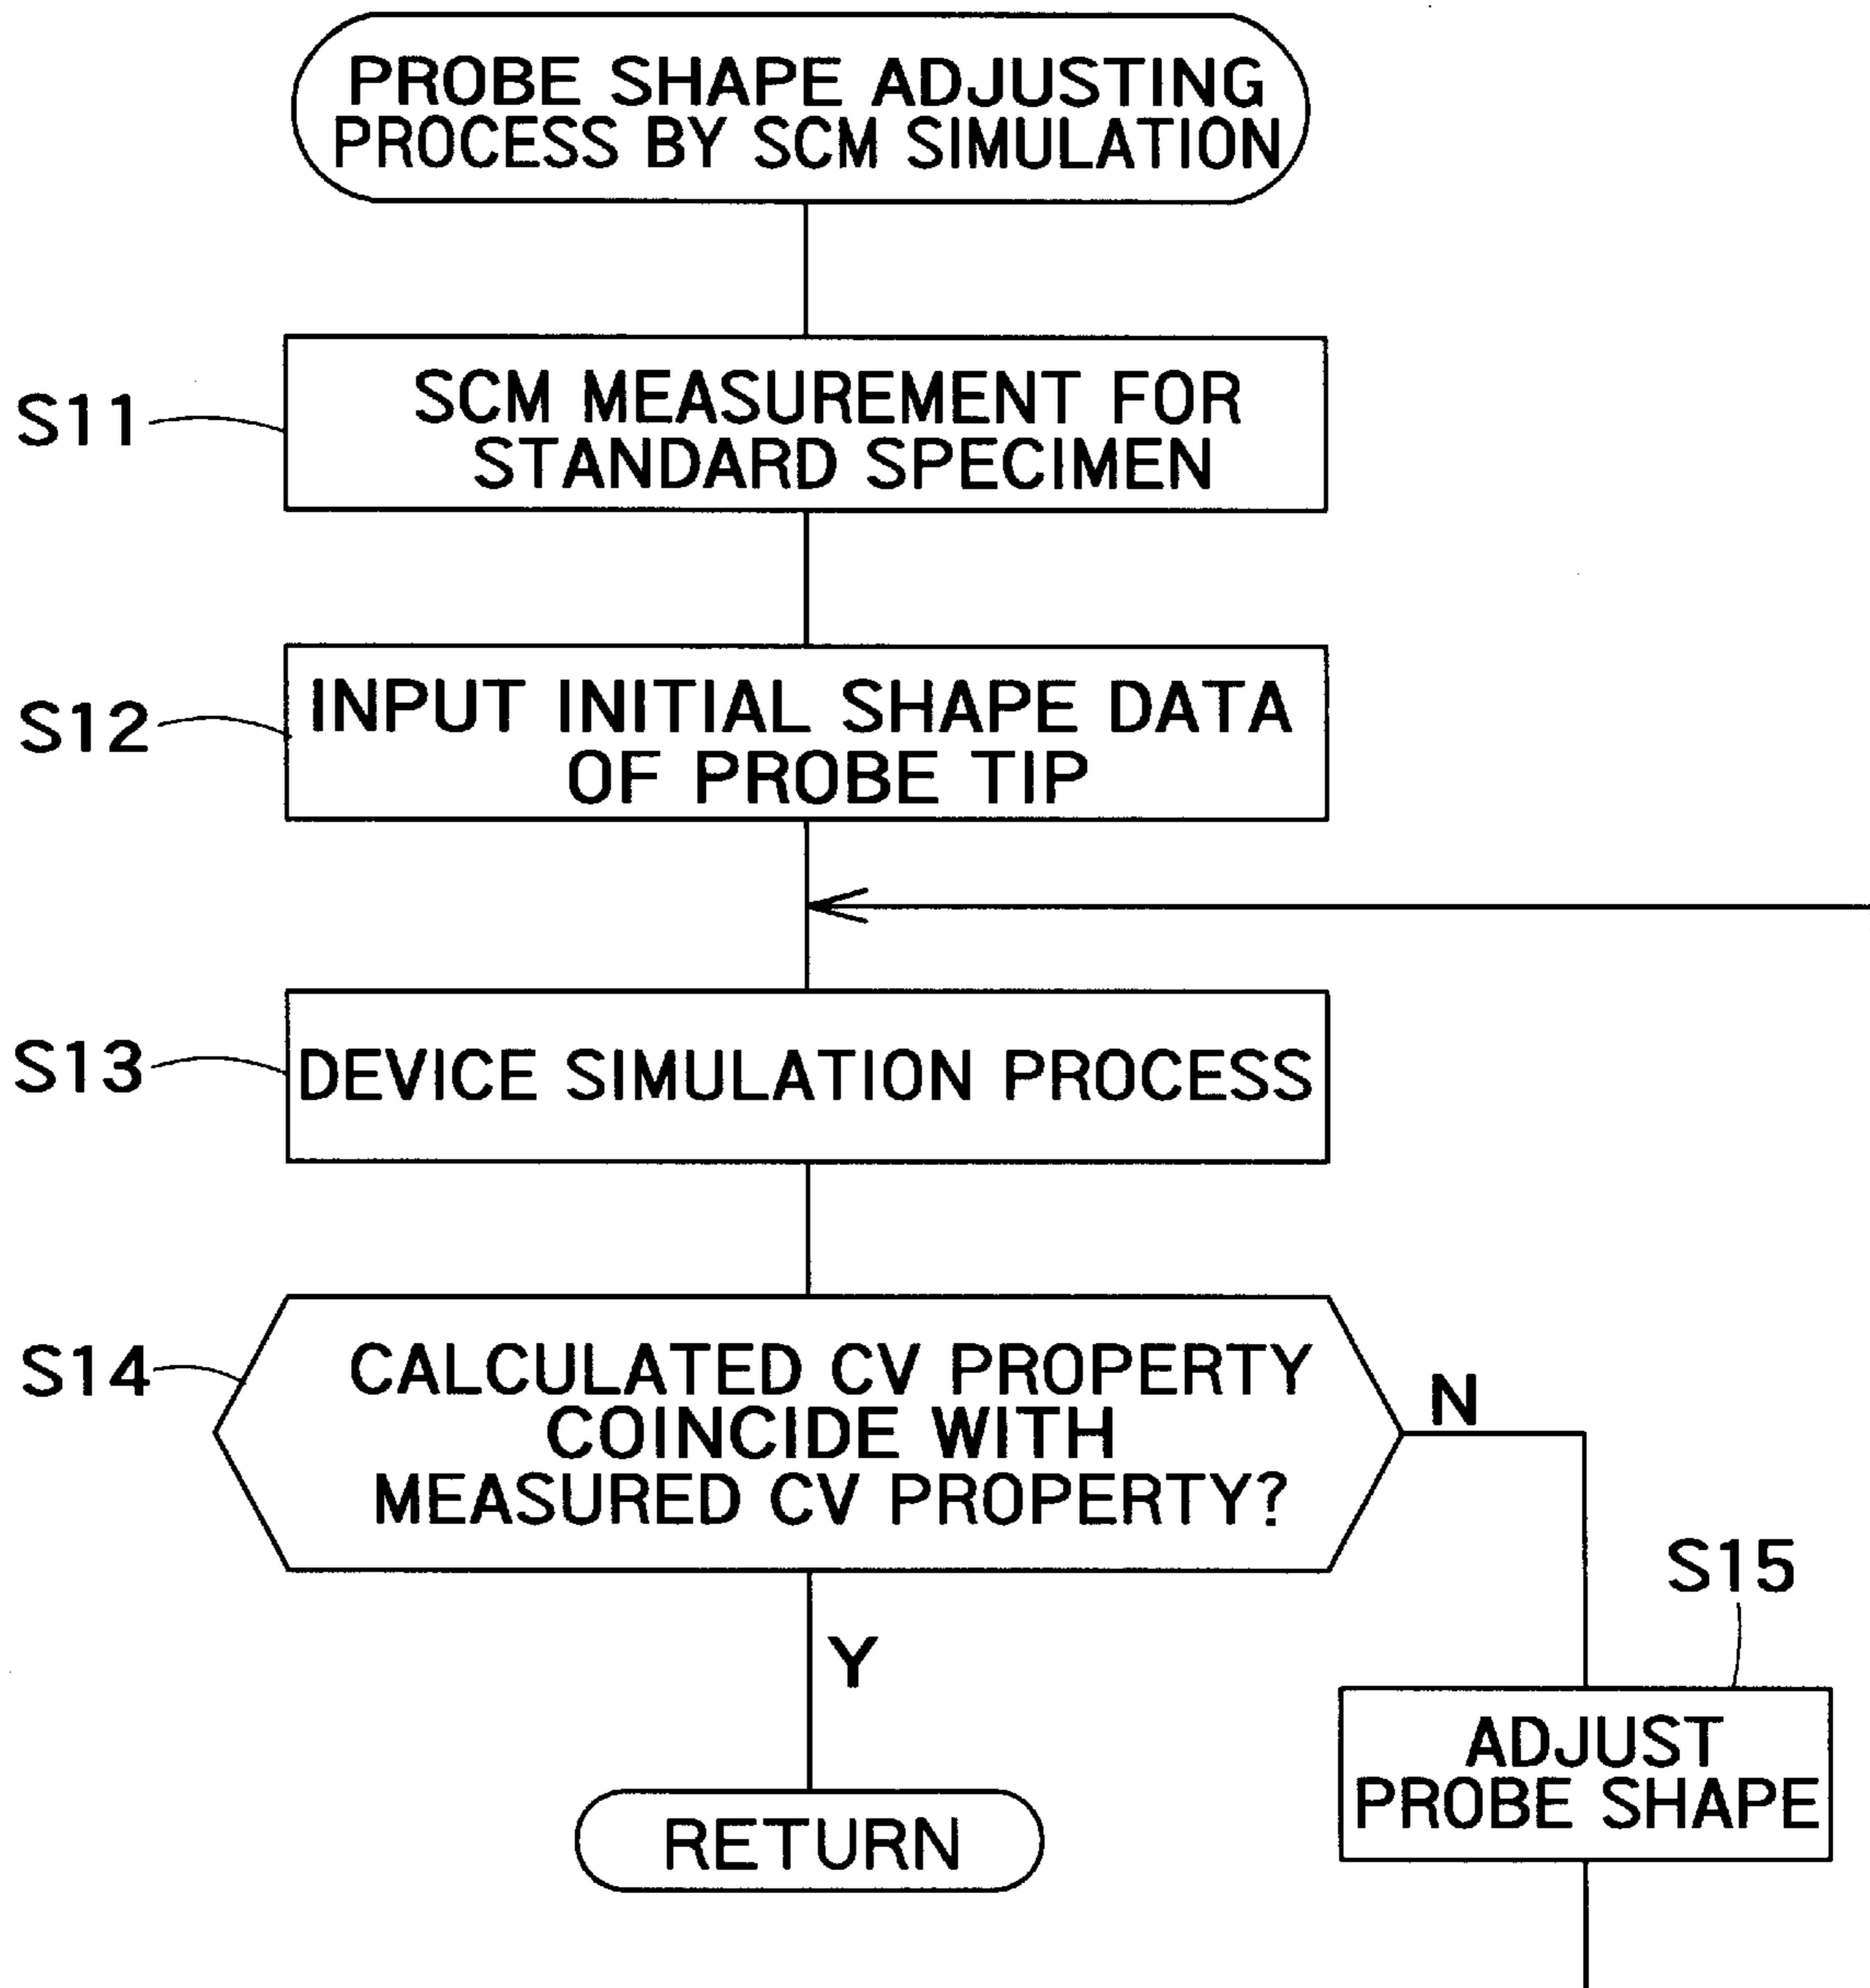 PROBE SHAPE ADJUSTING
PROCESS BY SCM SIMULATION
S11
SCM MEASUREMENT FOR
STANDARD SPECIMEN
S12
INPUT INITIAL SHAPE DATA
OF PROBE TIP
S13
DEVICE SIMULATION PROCESS
S14
CALCULATED CV PROPERTY
COINCIDE WITH
MEASURED CV PROPERTY?
N
Y
S15
ADJUST
PROBE SHAPE
RETURN